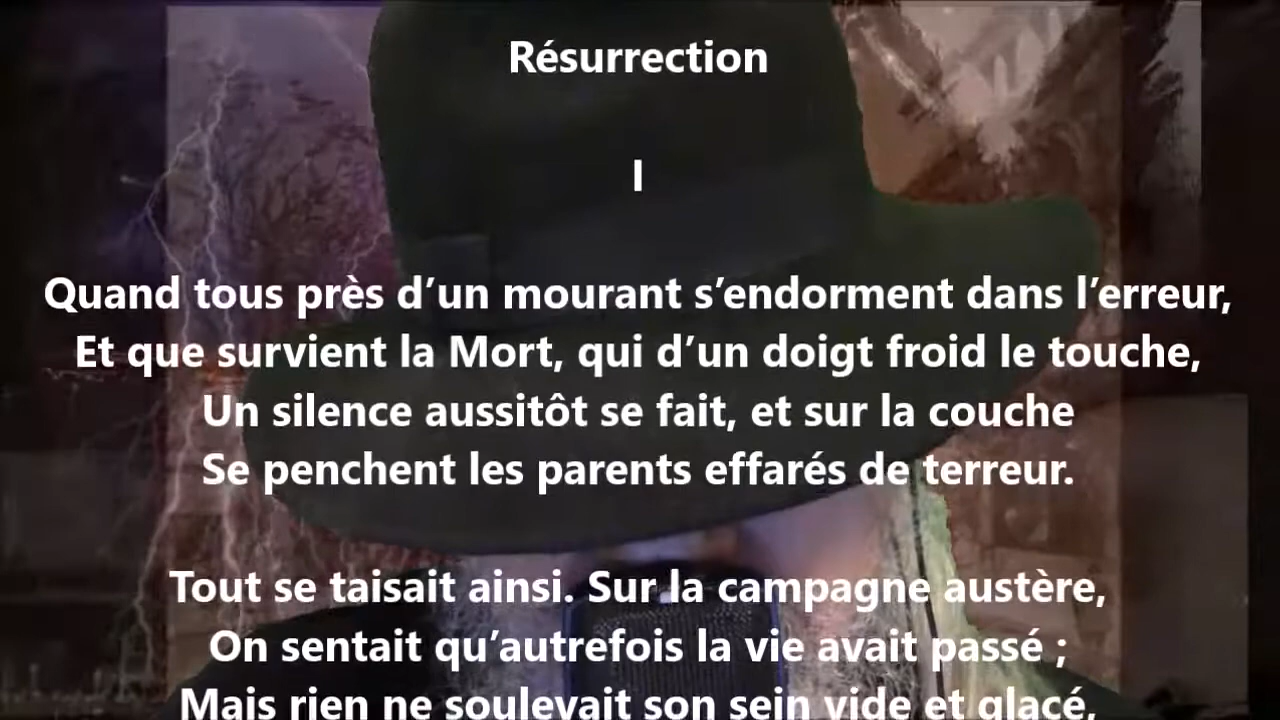 Résurrection
I
Quand tous près d’un mourant s’endorment dans l’erreur,
Et que survient la Mort, qui d’un doigt froid le touche,
Un silence aussitôt se fait, et sur la couche
Se penchent les parents effarés de terreur.
Tout se taisait ainsi. Sur la campagne austère,
On sentait qu’autrefois la vie avait passé ;
Mais rien ne soulevait son sein vide et glacé,